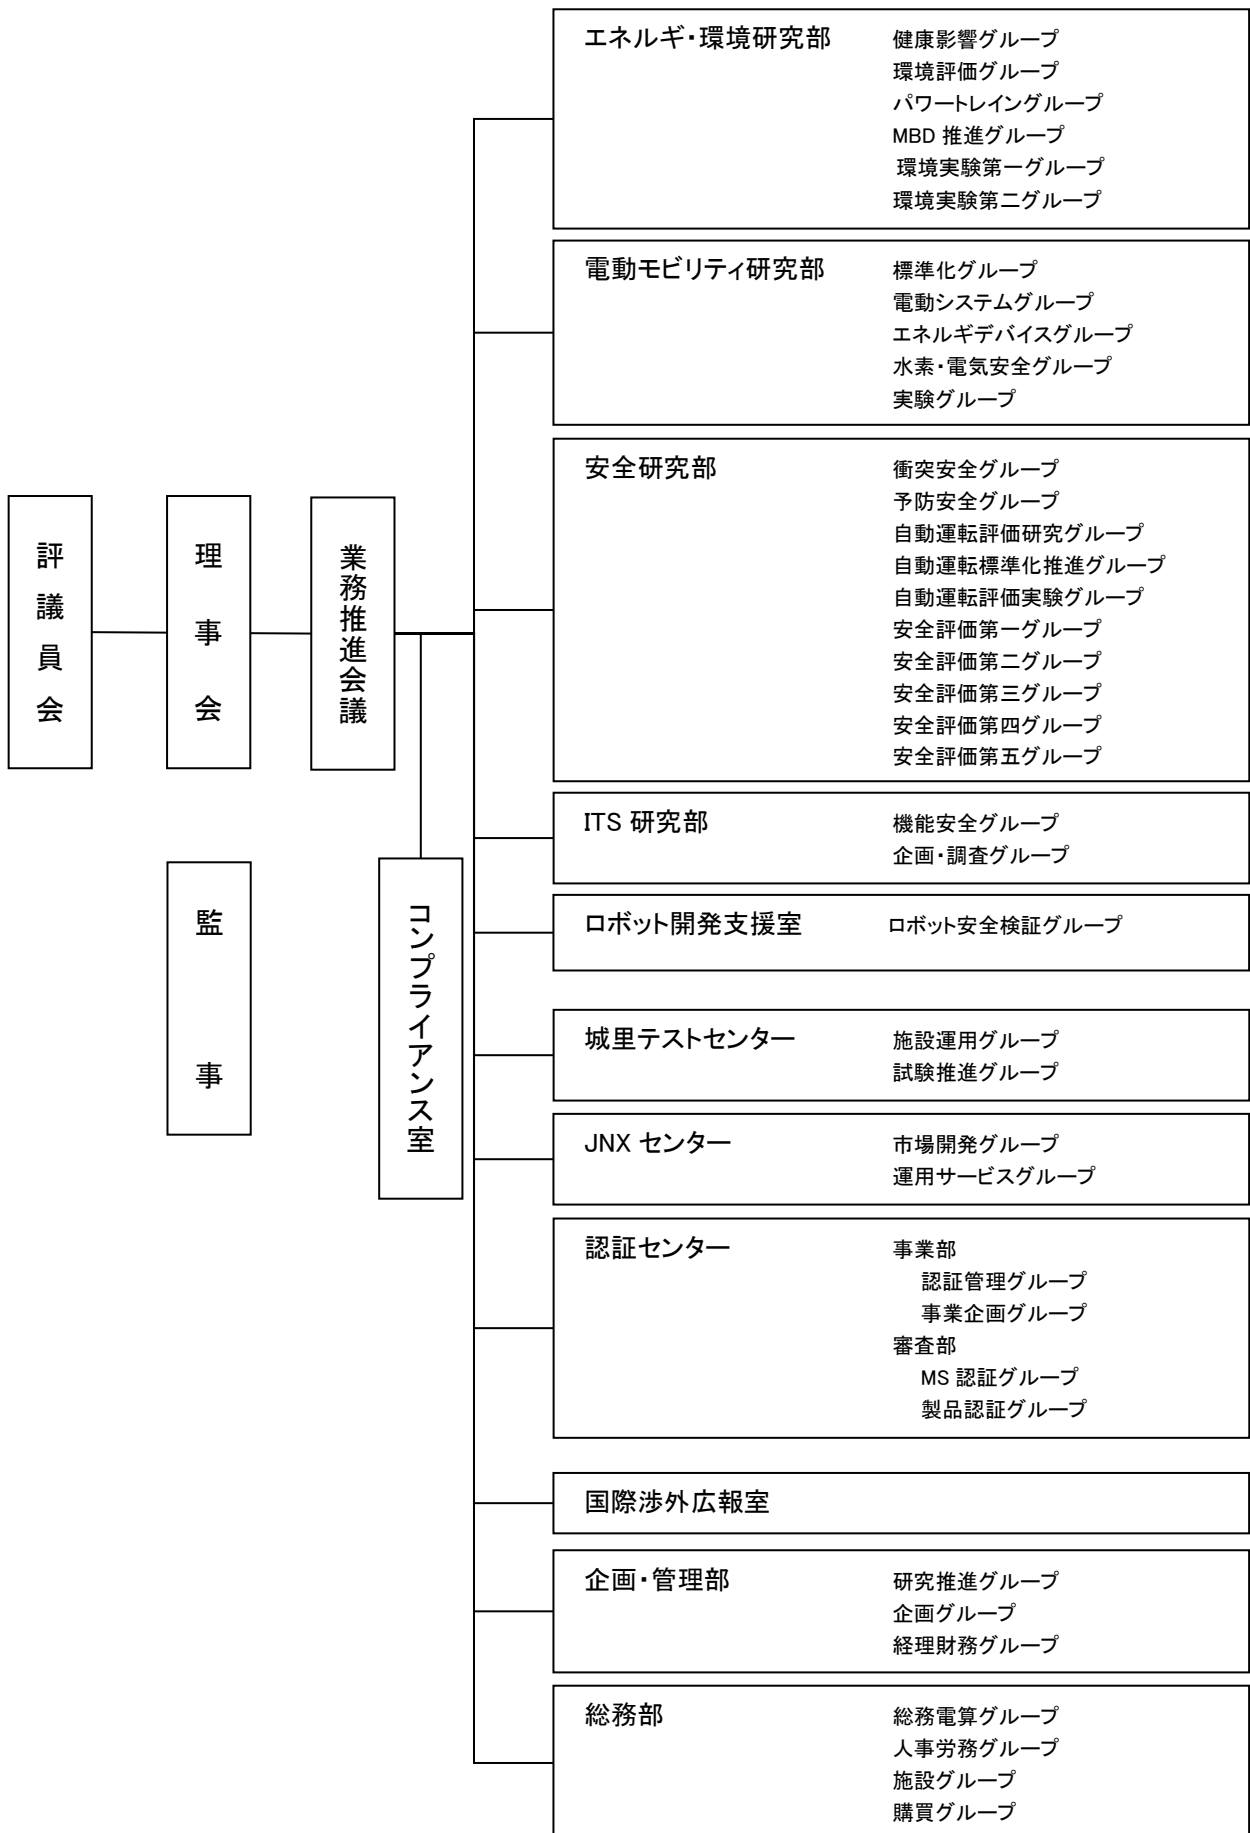 評議員会
理事会
業務推進会議
監事
コンプライアンス室
エネルギ・環境研究部
健康影響グループ
環境評価グループ
パワートレイングループ
MBD 推進グループ
環境実験第一グループ
環境実験第二グループ
電動モビリティ研究部
標準化グループ
電動システムグループ
エネルギデバイスグループ
水素・電気安全グループ
実験グループ
安全研究部
衝突安全グループ
予防安全グループ
自動運転評価研究グループ
自動運転標準化推進グループ
自動運転評価実験グループ
安全評価第一グループ
安全評価第二グループ
安全評価第三グループ
安全評価第四グループ
安全評価第五グループ
ITS 研究部
機能安全グループ
企画・調査グループ
ロボット開発支援室
ロボット安全検証グループ
城里テストセンター
施設運用グループ
試験推進グループ
JNX センター
市場開発グループ
運用サービスグループ
認証センター
事業部
認証管理グループ
事業企画グループ
審査部
MS 認証グループ
製品認証グループ
国際渉外広報室
企画・管理部
研究推進グループ
企画グループ
経理財務グループ
総務部
総務電算グループ
人事労務グループ
施設グループ
購買グループ